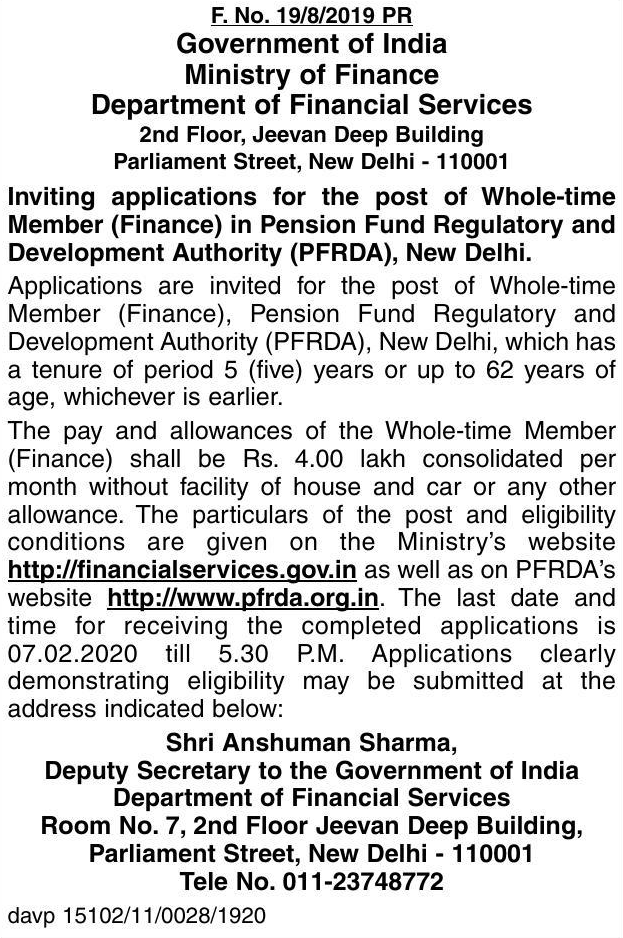 F. No. 19/8/2019 PR
Government of India
Ministry of Finance
Department of Financial Services
2nd Floor, Jeevan Deep Building
Parliament Street, New Delhi - 110001
Inviting applications for the post of Whole-time
Member (Finance) in Pension Fund Regulatory and
Development Authority (PFRDA), New Delhi.
Applications are invited for the post of Whole-time
Member (Finance), Pension Fund Regulatory and
Development Authority (PFRDA), New Delhi, which has
a tenure of period 5 (five) years or up to 62 years of
age, whichever is earlier.
The pay and allowances of the Whole-time Member
(Finance) shall be Rs. 4.00 lakh consolidated per
month without facility of house and car or any other
allowance. The particulars of the post and eligibility
conditions are given on the Ministry's website
http://financialservices.gov.in as well as on PFRDA's
website http://www.pfrda.org.in. The last date and
time for receiving the completed applications is
07.02.2020 till 5.30 P.M. Applications clearly
demonstrating eligibility may be submitted at the
address indicated below:
Shri Anshuman Sharma,
Deputy Secretary to the Government of India
Department of Financial Services
Room No. 7, 2nd Floor Jeevan Deep Building,
Parliament Street, New Delhi - 110001
Tele No. 011-23748772
davp 15102/11/0028/1920